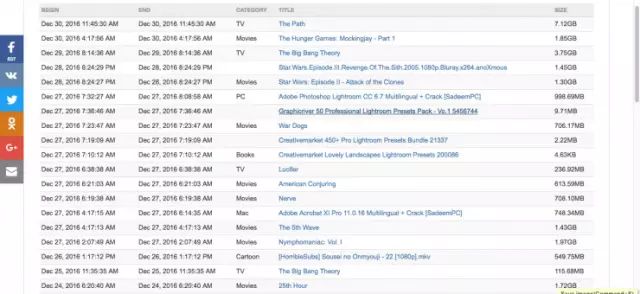 BEGIN END CATEGORY TITLE SIZE
Dec 30, 2016 11:45:30 AM Dec 30, 2016 11:45:30 AM TV The Path 7.12GB
Dec 30, 2016 4:17:56 AM Dec 30, 2016 4:17:56 AM Movies The Hunger Games: Mockingjay - Part 1 1.85GB
Dec 29, 2016 8:14:36 AM Dec 29, 2016 8:14:36 AM TV The Big Bang Theory 3.75GB
Dec 28, 2016 8:24:29 PM Dec 28, 2016 8:24:29 PM Star.Wars.Episode.III.Revenge.Of.The.Sith.2005.1080p.Bluray.x264.anoXmous 1.45GB
Dec 28, 2016 8:24:27 PM Dec 28, 2016 8:24:27 PM Movies Star Wars: Episode II - Attack of the Clones 1.30GB
Dec 27, 2016 7:32:27 AM Dec 27, 2016 8:08:58 AM PC Adobe Photoshop Lightroom CC 6.7 Multilingual + Crack [SadeemPC] 998.69MB
Dec 27, 2016 7:36:46 AM Dec 27, 2016 7:36:46 AM Graphicriver 50 Professional Lightroom Presets Pack - Vo.1 5456744 9.71MB
Dec 27, 2016 7:23:47 AM Dec 27, 2016 7:23:47 AM Movies War Dogs 706.17MB
Dec 27, 2016 7:19:09 AM Dec 27, 2016 7:19:09 AM Creativemarket 450+ Pro Lightroom Presets Bundle 21337 2.22MB
Dec 27, 2016 7:10:12 AM Dec 27, 2016 7:10:12 AM Books Creativemarket Lovely Landscapes Lightroom Presets 200086 4.63KB
Dec 27, 2016 6:38:38 AM Dec 27, 2016 6:38:38 AM TV Lucifer 236.92MB
Dec 27, 2016 6:21:03 AM Dec 27, 2016 6:21:03 AM Movies American Conjuring 613.59MB
Dec 27, 2016 6:19:38 AM Dec 27, 2016 6:19:38 AM Movies Nerve 708.10MB
Dec 27, 2016 4:17:15 AM Dec 27, 2016 4:14:35 AM Mac Adobe Acrobat XI Pro 11.0.16 Multilingual + Crack [SadeemPC] 748.34MB
Dec 27, 2016 4:17:13 AM Dec 27, 2016 4:17:13 AM Movies The 5th Wave 1.43GB
Dec 27, 2016 2:07:49 AM Dec 27, 2016 2:07:49 AM Movies Nymphomaniac: Vol. I 1.97GB
Dec 26, 2016 1:17:12 PM Dec 26, 2016 1:17:12 PM Cartoon [HorribleSubs] Sousei no Onmyouji - 22 [1080p].mkv 549.75MB
Dec 25, 2016 11:35:35 AM Dec 25, 2016 11:35:35 AM TV The Big Bang Theory 115.68MB
Dec 24, 2016 6:20:40 AM Dec 24, 2016 6:20:40 AM Movies 25th Hour 1.72GB